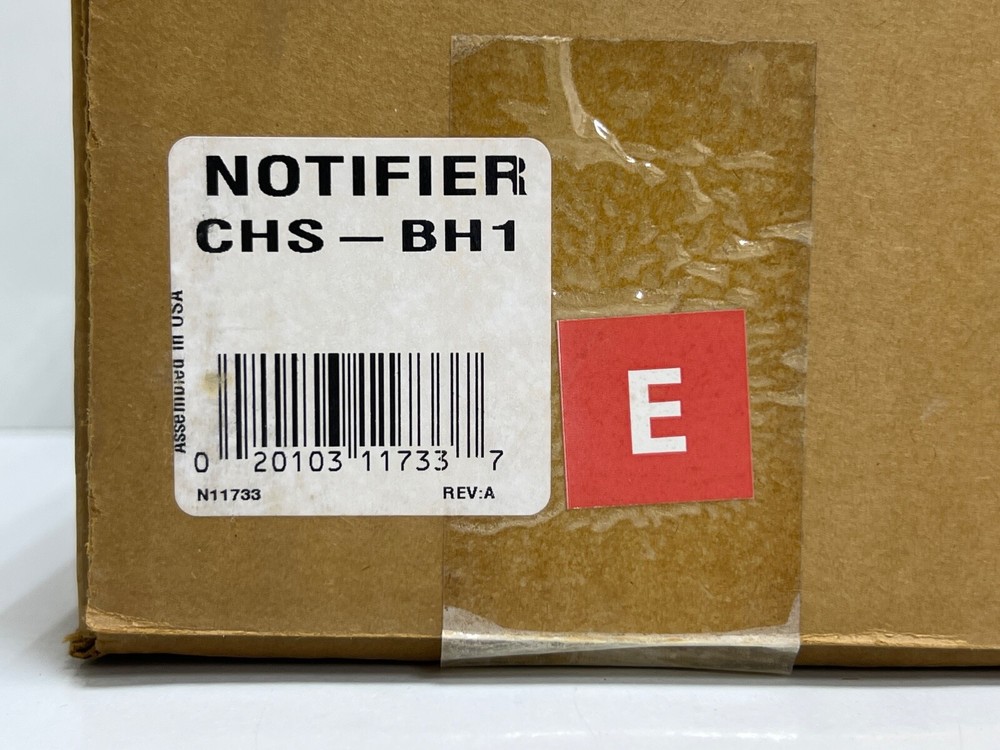 NOTIFIER
CHS — BH1
Assembled in USA
0 20103 11733 7
N11733 REV:A
E